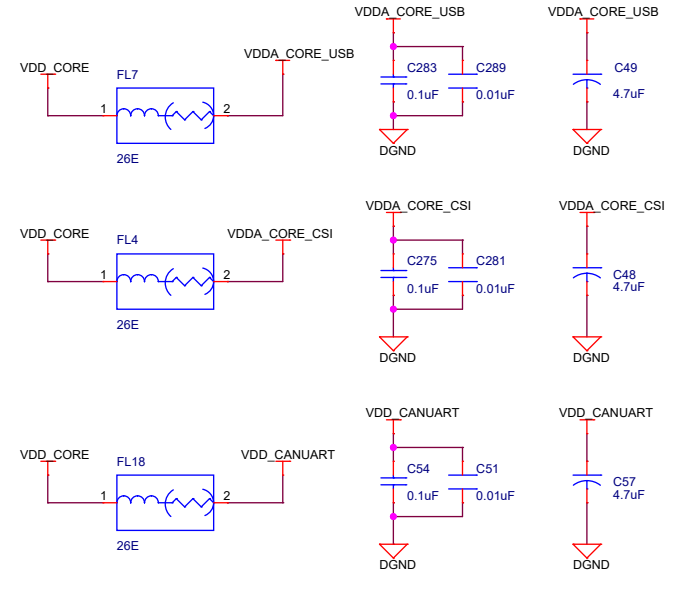 VDDA_CORE_USB
VDDA_CORE_USB
VDDA_CORE_USB
VDD_CORE
FL7
C283
C289
C49
0.1uF
0.01uF
4.7uF
1
2
26E
DGND
DGND
VDDA_CORE_CSI
VDDA_CORE_CSI
VDD_CORE
FL4
VDDA_CORE_CSI
C275
C281
C48
0.1uF
0.01uF
4.7uF
1
2
26E
DGND
DGND
VDD_CANUART
VDD_CANUART
VDD_CORE
FL18
VDD_CANUART
C54
C51
C57
0.1uF
0.01uF
4.7uF
1
2
26E
DGND
DGND